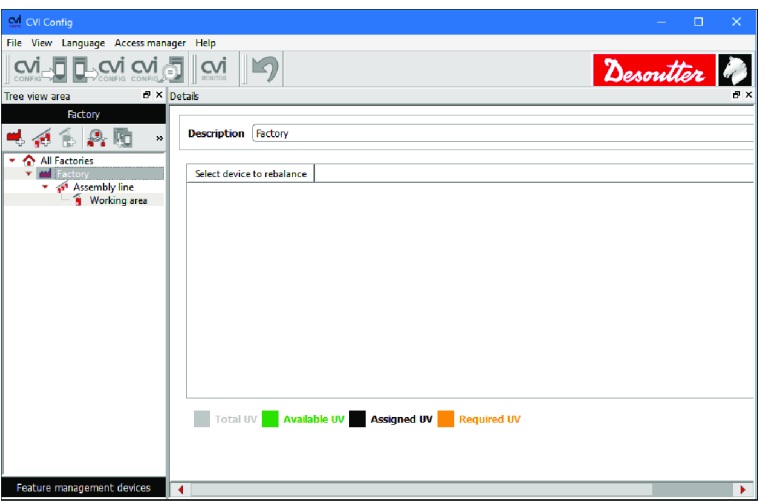 cvi CVI Config
File View Language Access manager Help
cvi CONFIG cvi CONFIG cvi CONFIG cvi MONITOR
Desoutter
Tree view area
Details
Factory
Description Factory
»
All Factories
Factory
Assembly line
Working area
Select device to rebalance
Total UV Available UV Assigned UV Required UV
Feature management devices